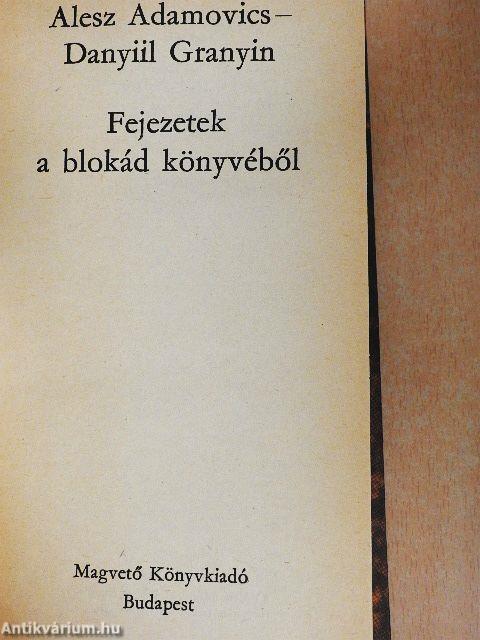 Alesz Adamovics–
Danyiil Granyin
Fejezetek
a blokád könyvéből
Magvető Könyvkiadó
Budapest
Antikvárium.hu